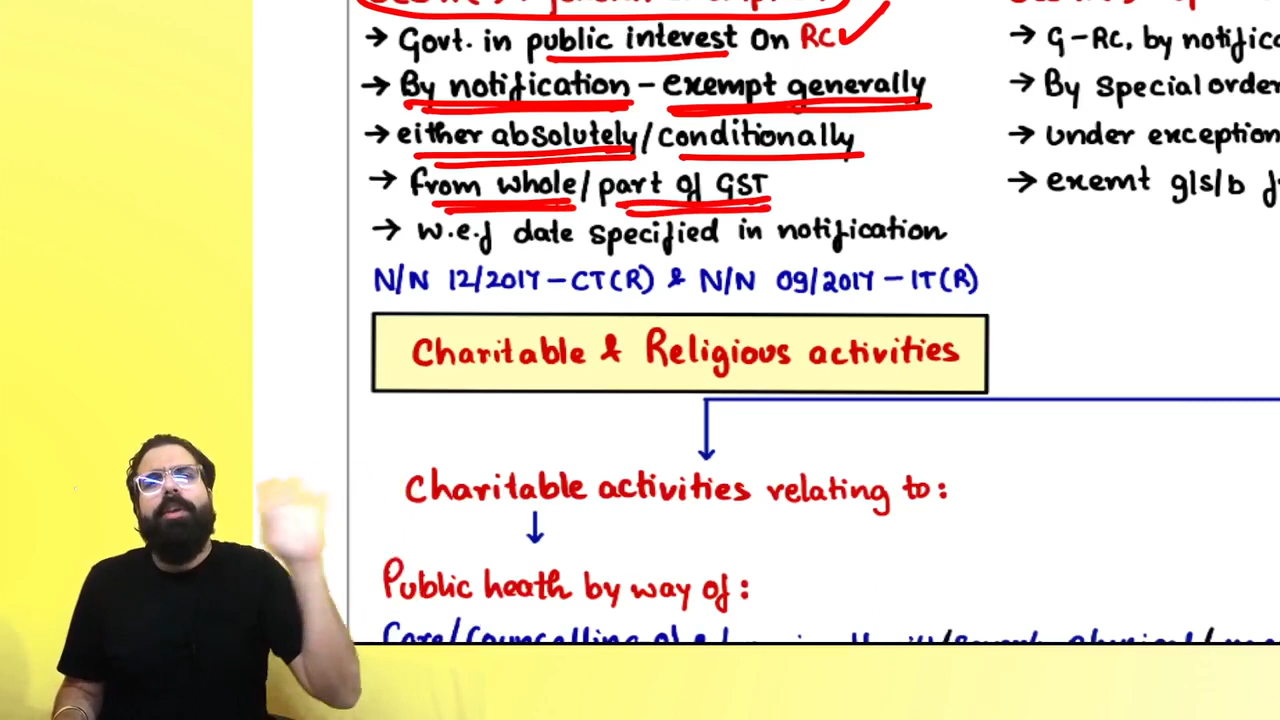 → Govt. in public interest on RC
→ By notification - exempt generally
→ either absolutely/conditionally
→ from whole/part of GST
→ w.e.f date specified in notification
N/N 12/2017-CT(R) & N/N 09/2017-IT(R)
→ G-RC, by notific
→ By special order
→ under exception
→ exemt g/s/b
Charitable & Religious activities
Charitable activities relating to:
Public heath by way of: